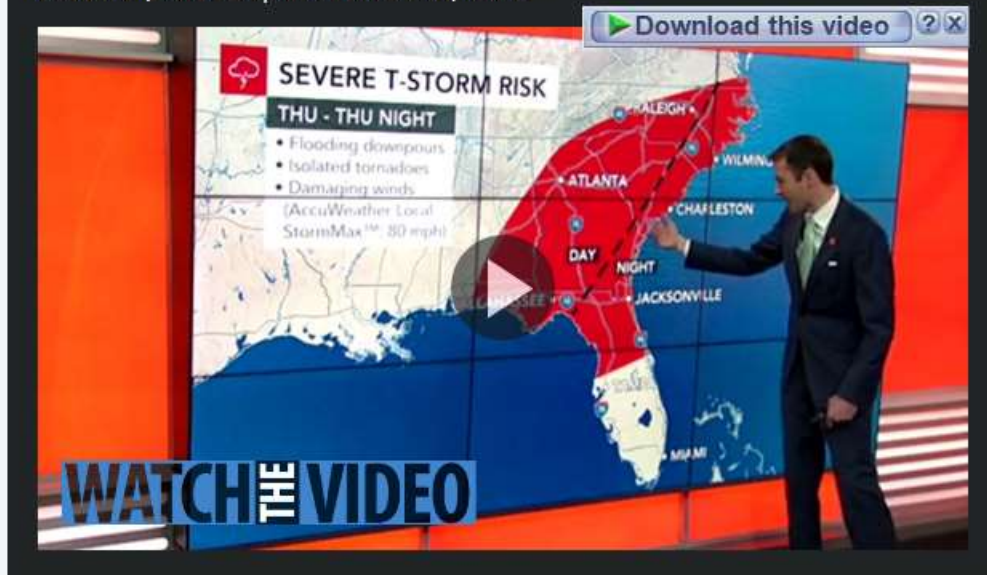 Download this video
SEVERE T-STORM RISK
THU - THU NIGHT
• Flooding downpours
• Isolated tornadoes
• Damaging winds
(AccuWeather Local
StormMax™: 80 mph)
RALEIGH
WILMING
ATLANTA
CHARLESTON
DAY
NIGHT
JACKSONVILLE
MIAMI
WATCH THE VIDEO